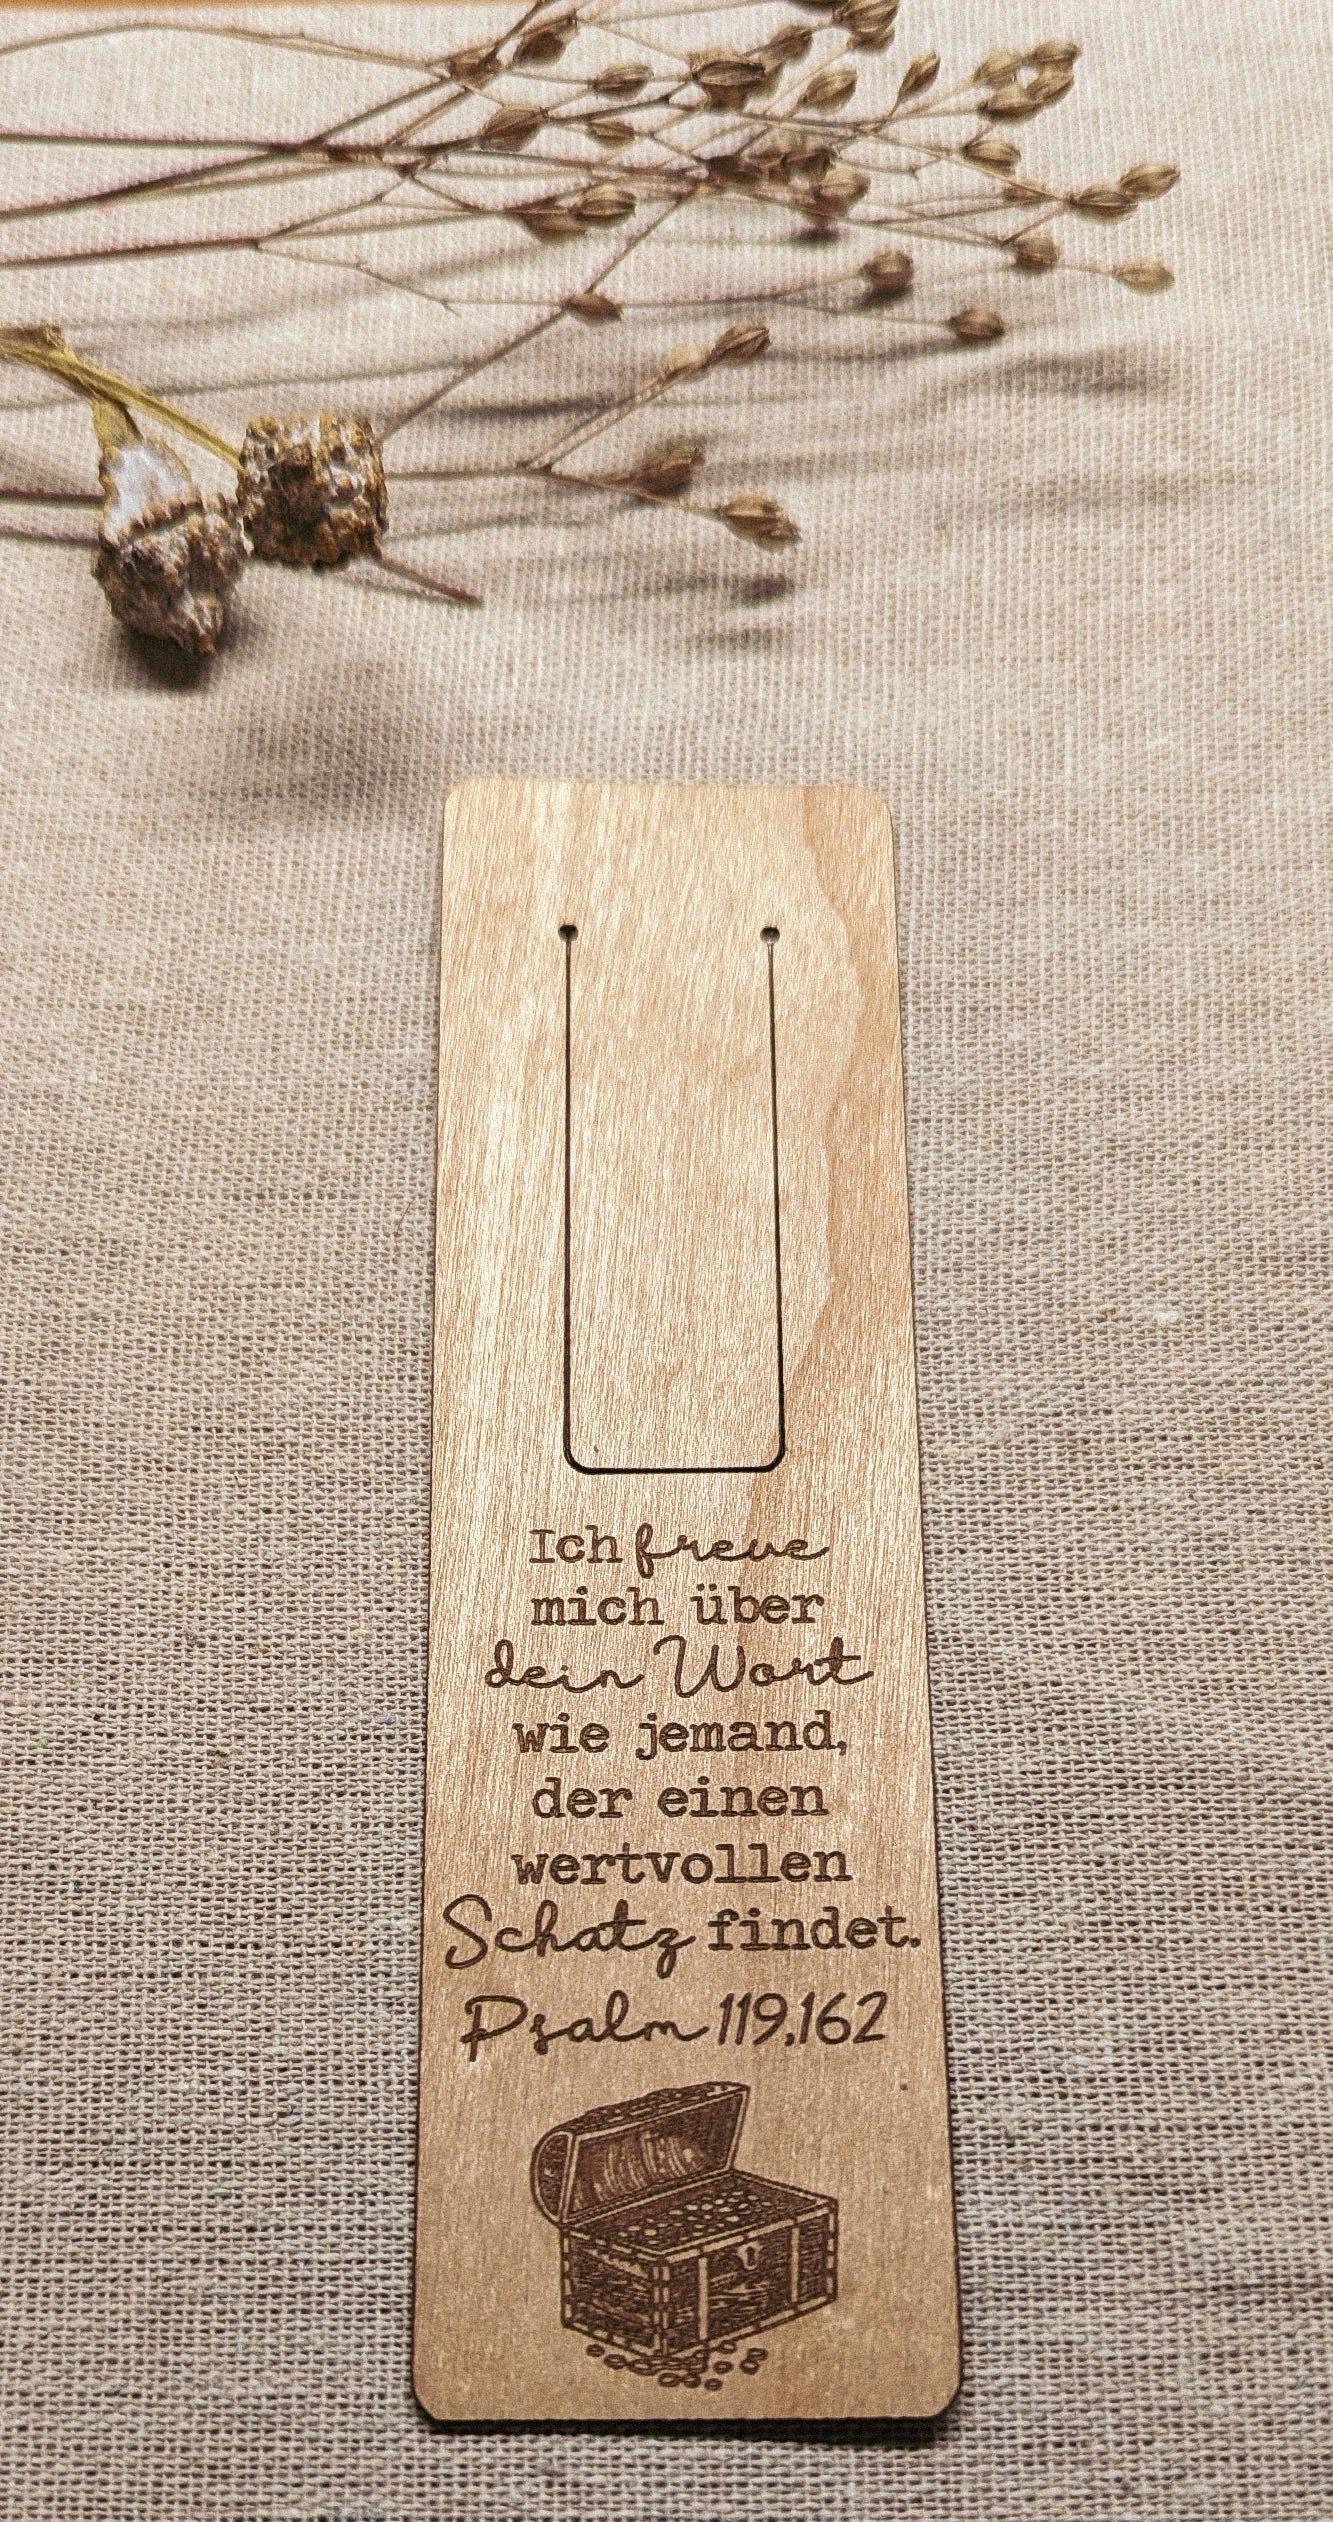 Ich freue
mich über
dein Wort
wie jemand,
der einen
wertvollen
Schatz findet.
Psalm 119,162